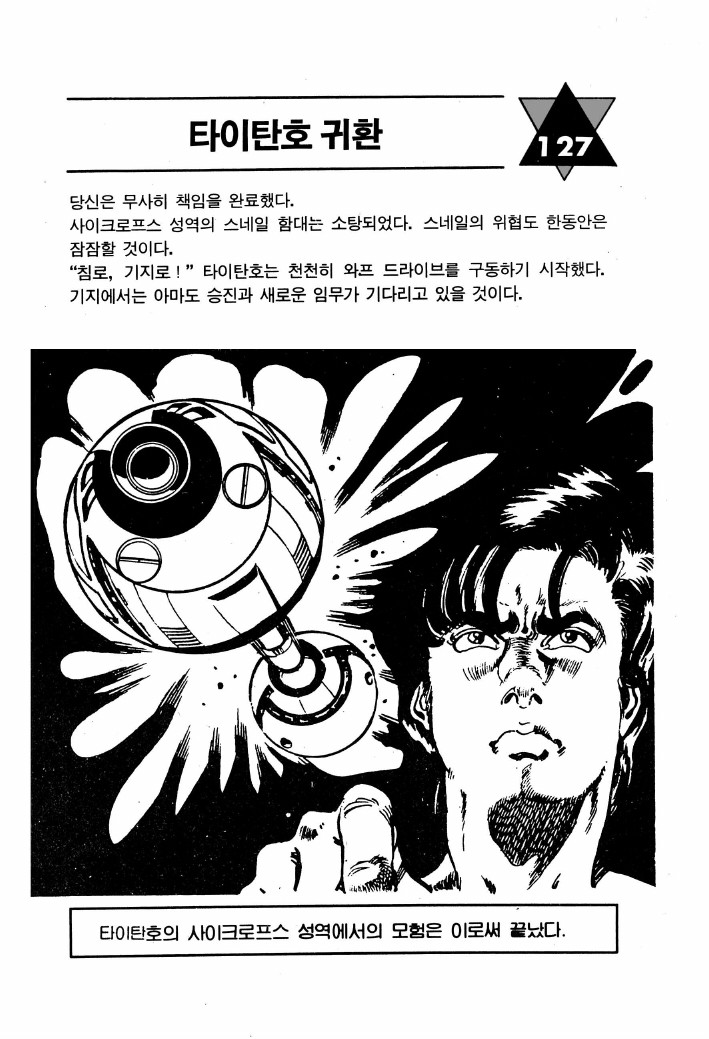 타이탄호 귀환
127
당신은 무사히 책임을 완료했다.
사이크로프스 성역의 스네일 함대는 소탕되었다. 스네일의 위협도 한동안은
잠잠할 것이다.
“침로, 기지로!” 타이탄호는 천천히 와프 드라이브를 구동하기 시작했다.
기지에서는 아마도 승진과 새로운 임무가 기다리고 있을 것이다.
타이탄호의 사이크로프스 성역에서의 모험은 이로써 끝났다.